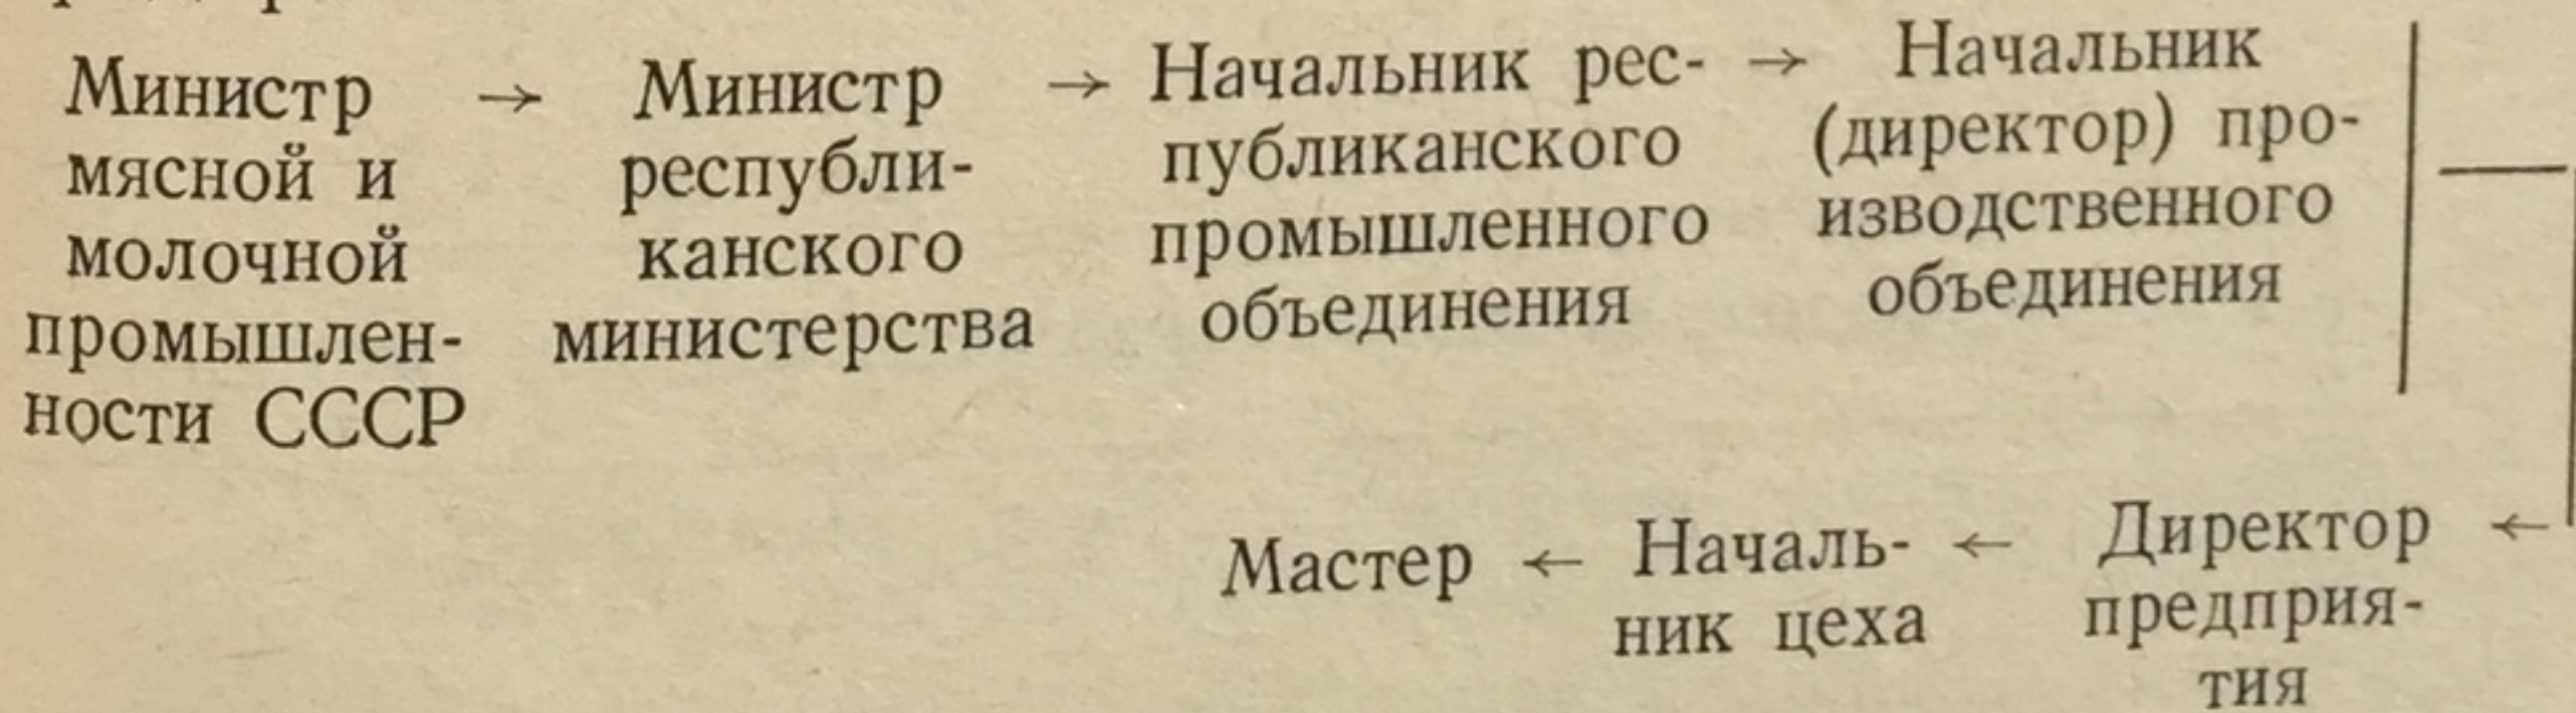 Министр → Министр → Начальник рес- → Начальник
мясной и республи- публиканского (директор) про-
молочной канского промышленного изводственного
промышлен- министерства объединения объединения
ности СССР
Мастер ← Началь- ← Директор ←
ник цеха предприя-
тия